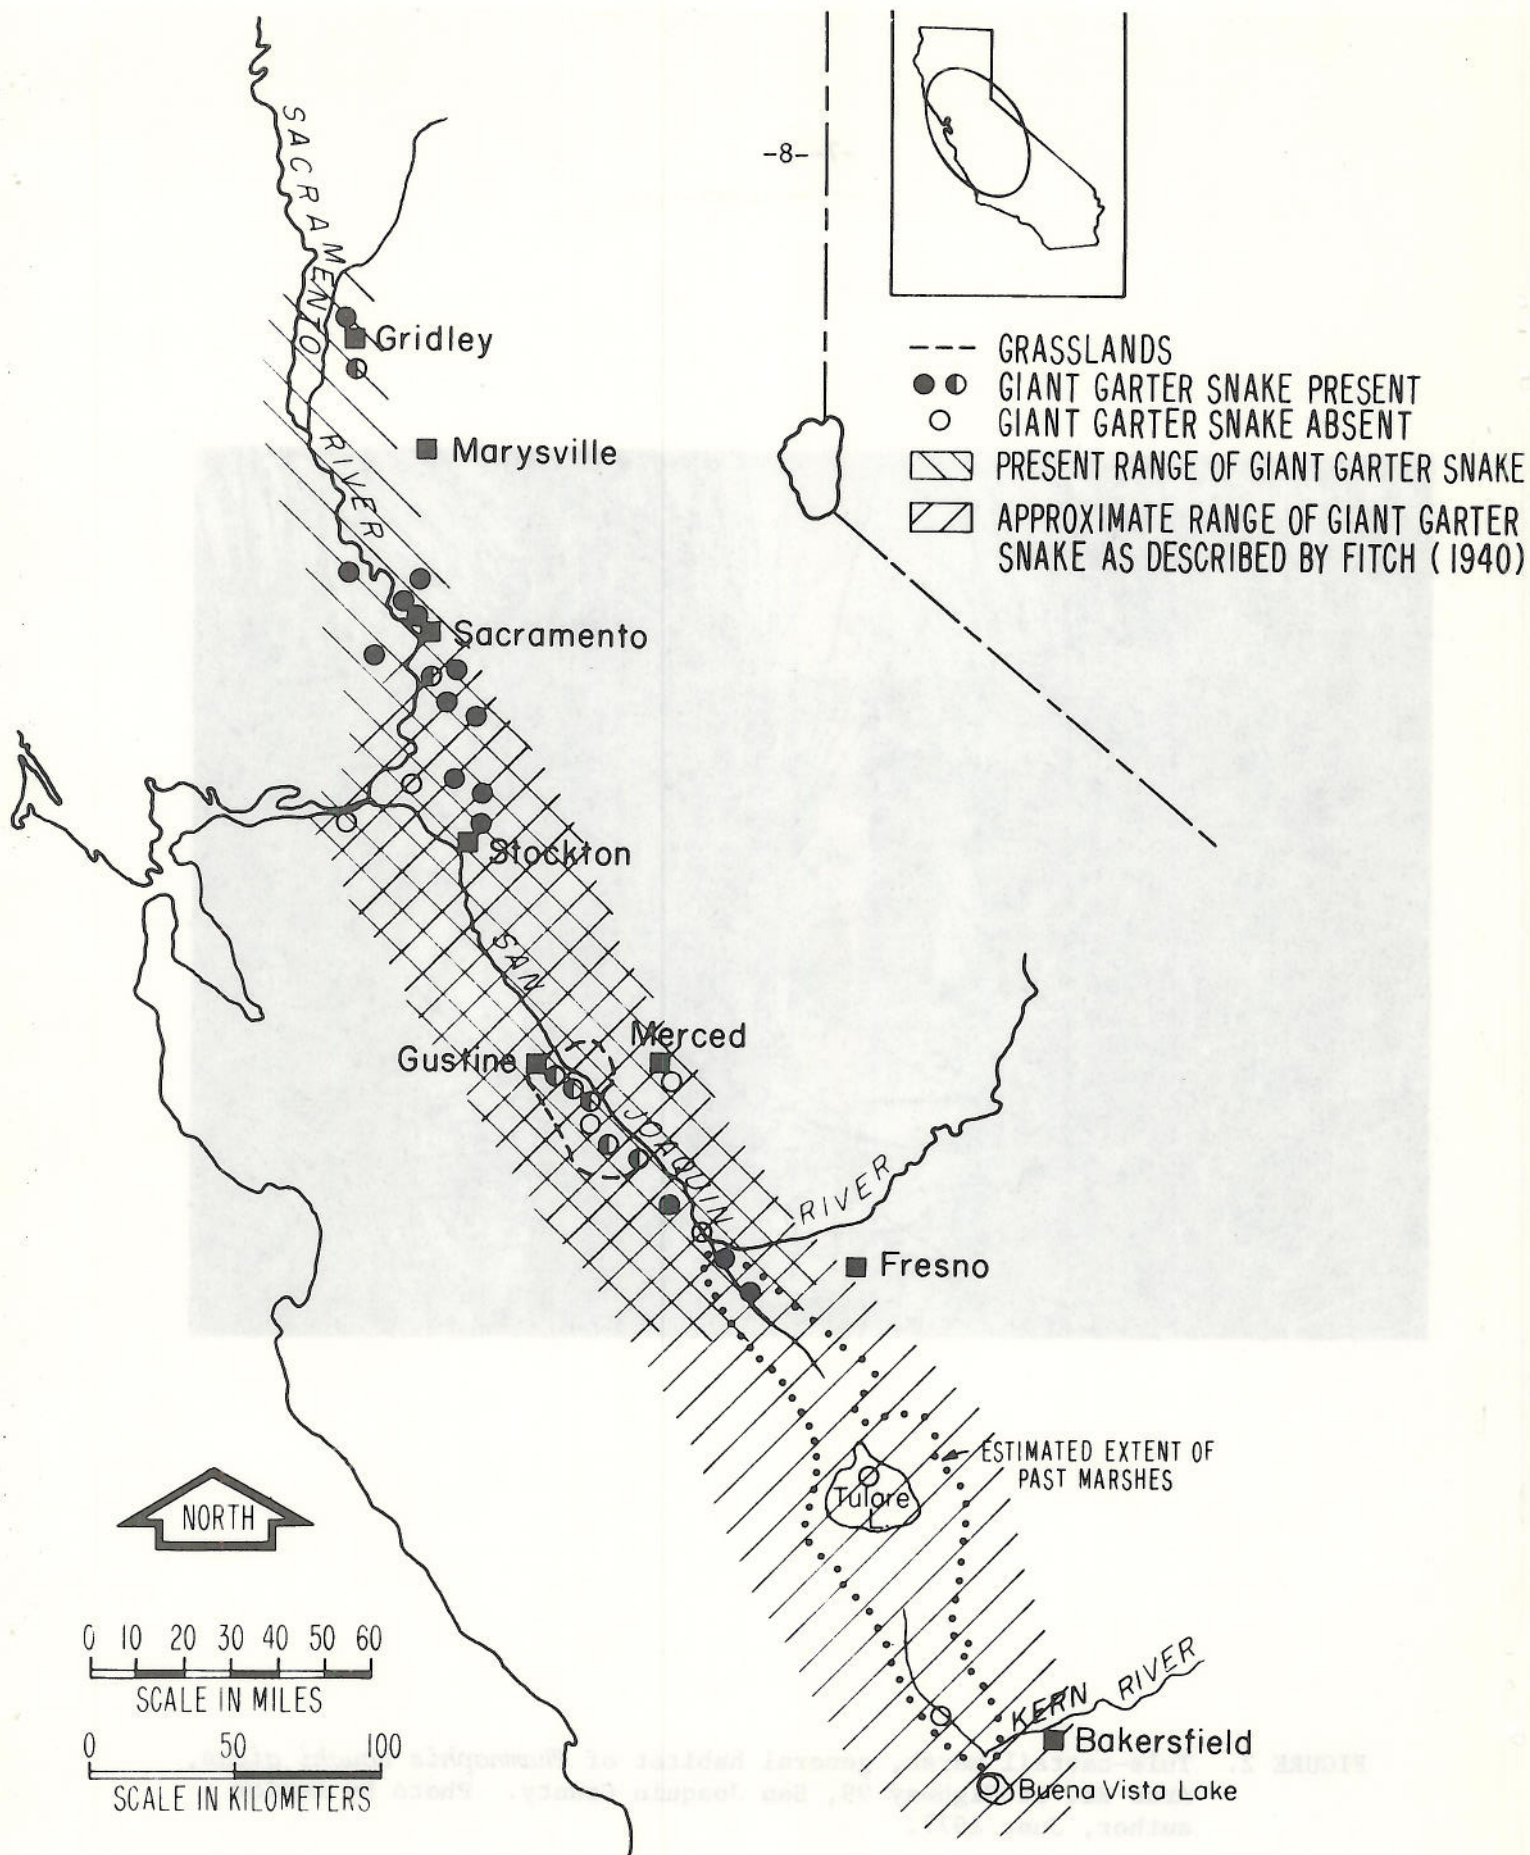 -8-
SACRAMENTO
RIVER
Gridley
Marysville
Sacramento
Stockton
SAN
JOAQUIN
RIVER
Merced
Gustine
Fresno
--- GRASSLANDS
GIANT GARTER SNAKE PRESENT
GIANT GARTER SNAKE ABSENT
PRESENT RANGE OF GIANT GARTER SNAKE
APPROXIMATE RANGE OF GIANT GARTER
SNAKE AS DESCRIBED BY FITCH (1940)
ESTIMATED EXTENT OF
PAST MARSHES
Tulare
L
KERN RIVER
Bakersfield
Buena Vista Lake
NORTH
0 10 20 30 40 50 60
SCALE IN MILES
0 50 100
SCALE IN KILOMETERS